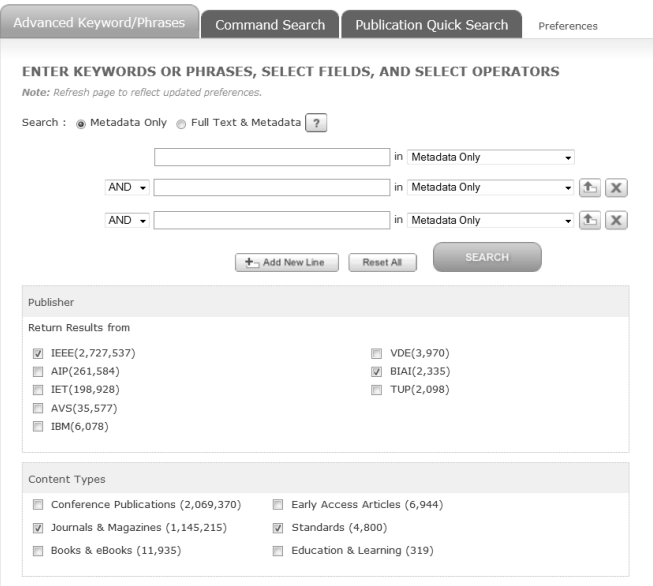 Advanced Keyword/Phrases Command Search Publication Quick Search Preferences
ENTER KEYWORDS OR PHRASES, SELECT FIELDS, AND SELECT OPERATORS
Note: Refresh page to reflect updated preferences.
Search : Metadata Only Full Text & Metadata ?
in Metadata Only
AND in Metadata Only
AND in Metadata Only
Add New Line Reset All SEARCH
Publisher
Return Results from
IEEE(2,727,537) VDE(3,970)
AIP(261,584) BIAI(2,335)
IET(198,928) TUP(2,098)
AVS(35,577)
IBM(6,078)
Content Types
Conference Publications (2,069,370) Early Access Articles (6,944)
Journals & Magazines (1,145,215) Standards (4,800)
Books & eBooks (11,935) Education & Learning (319)